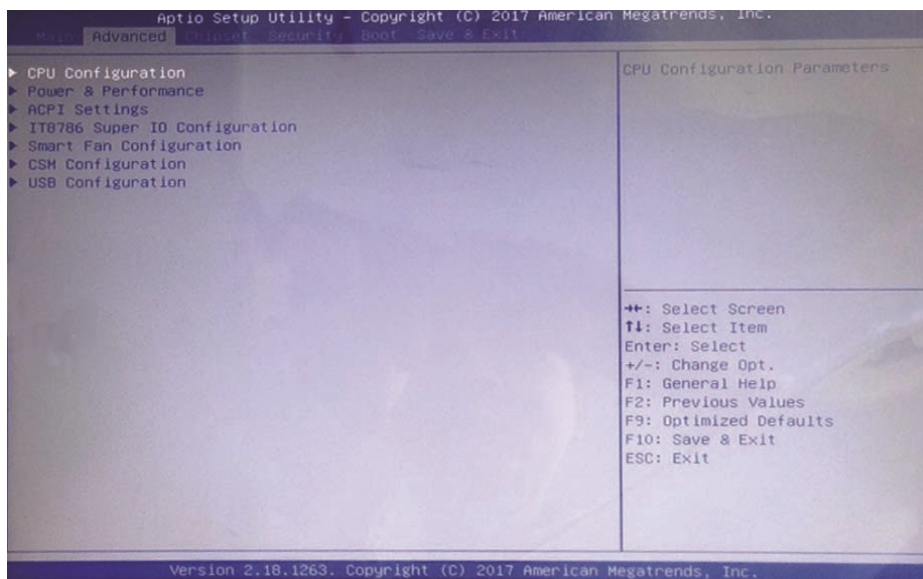 Aptio Setup Utility – Copyright (C) 2017 American Megatrends, Inc.
Main Advanced Chipset Security Boot Save & Exit
CPU Configuration
Power & Performance
ACPI Settings
IT8786 Super IO Configuration
Smart Fan Configuration
CSM Configuration
USB Configuration
CPU Configuration Parameters
→←: Select Screen
↑↓: Select Item
Enter: Select
+/-: Change Opt.
F1: General Help
F2: Previous Values
F9: Optimized Defaults
F10: Save & Exit
ESC: Exit
Version 2.18.1263. Copyright (C) 2017 American Megatrends, Inc.